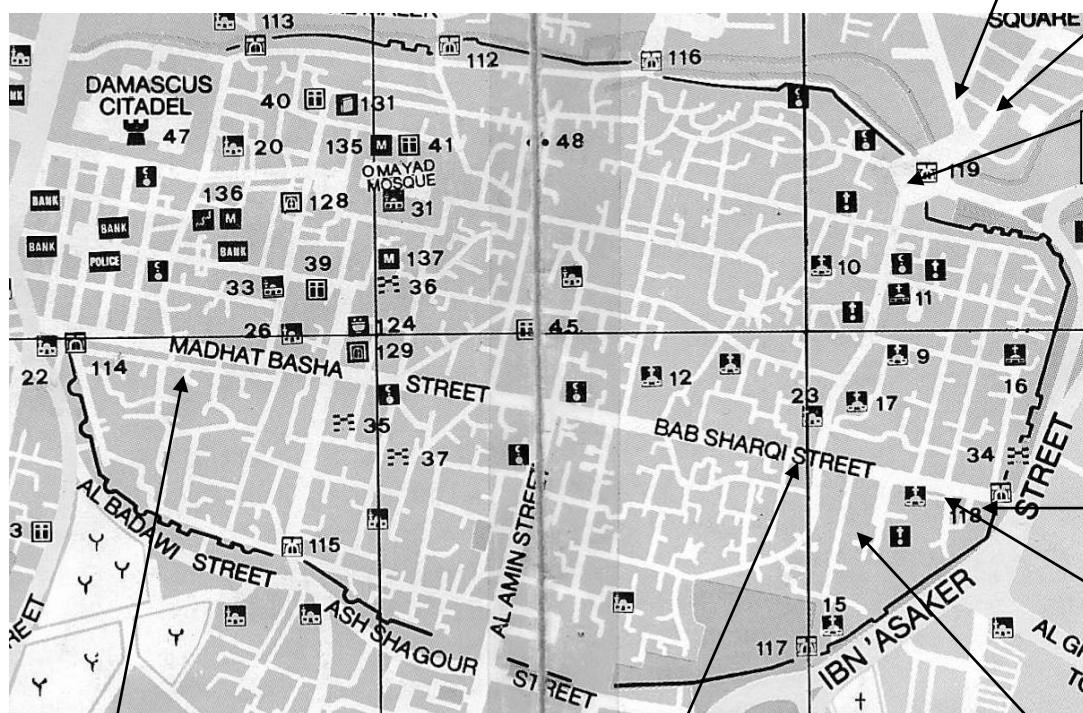 113
112
116
SQUARE
DAMASCUS
CITADEL
47
40
131
20
135
M
41
48
OMAYAD
MOSQUE
31
119
136
M
128
BANK
BANK
BANK
BANK
POLICE
39
M
137
33
36
10
11
26
124
45
22
114
MADHAT BASHA
129
STREET
12
9
16
23
17
35
37
BAB SHARQI STREET
34
STREET
118
AL BADAWI
STREET
115
AL AMIN STREET
ASH SHAGOUR
STREET
3
15
117
IBN 'ASAKER